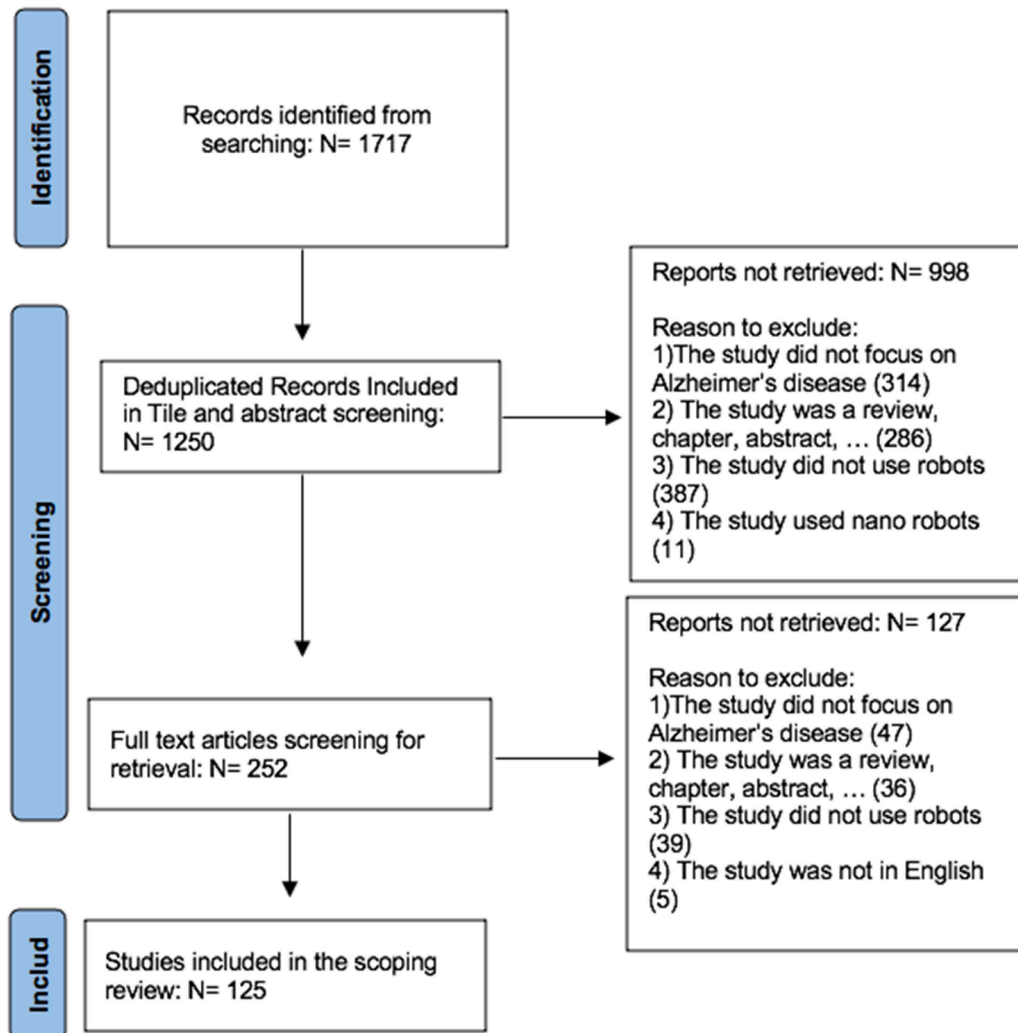 Identification
Records identified from
searching: N= 1717
Reports not retrieved: N= 998
Reason to exclude:
1)The study did not focus on
Alzheimer's disease (314)
2) The study was a review,
chapter, abstract, ... (286)
3) The study did not use robots
(387)
4) The study used nano robots
(11)
Screening
Deduplicated Records Included
in Tile and abstract screening:
N= 1250
Reports not retrieved: N= 127
Reason to exclude:
1)The study did not focus on
Alzheimer's disease (47)
2) The study was a review,
chapter, abstract, ... (36)
3) The study did not use robots
(39)
4) The study was not in English
(5)
Full text articles screening for
retrieval: N= 252
Includ
Studies included in the scoping
review: N= 125